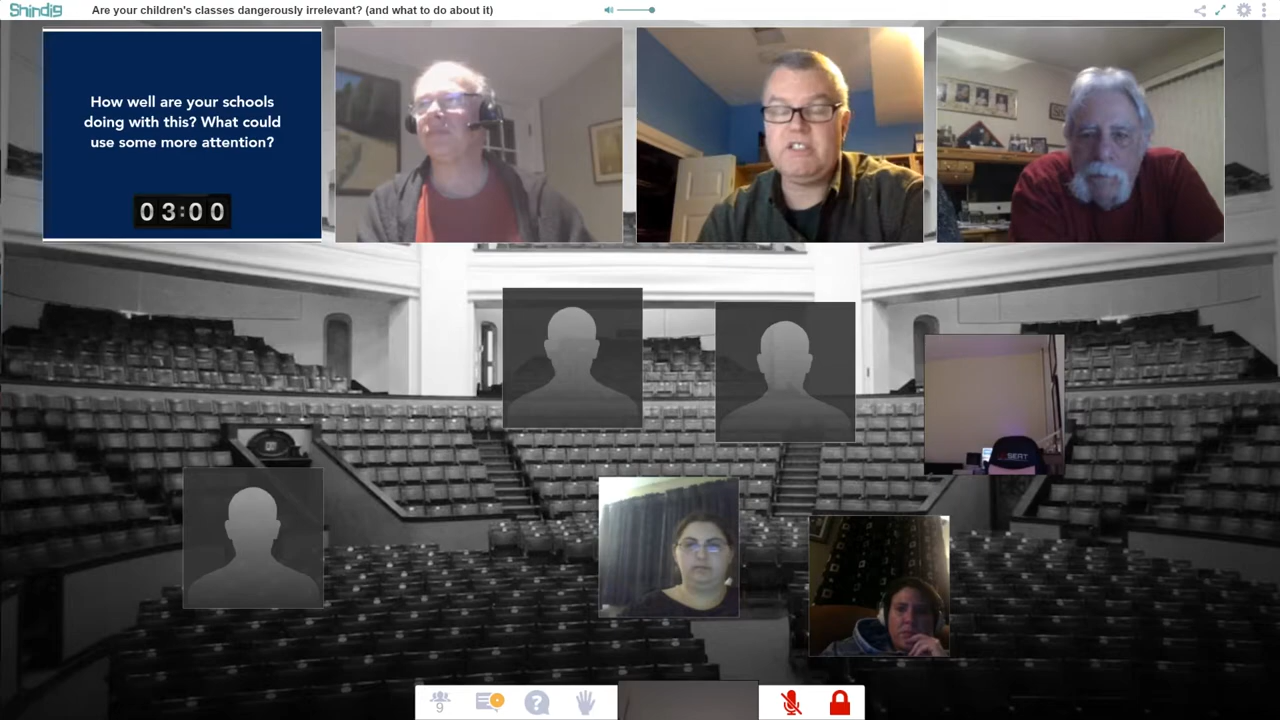 Shindig
Are your children's classes dangerously irrelevant? (and what to do about it)
How well are your schools
doing with this? What could
use some more attention?
03:00
9